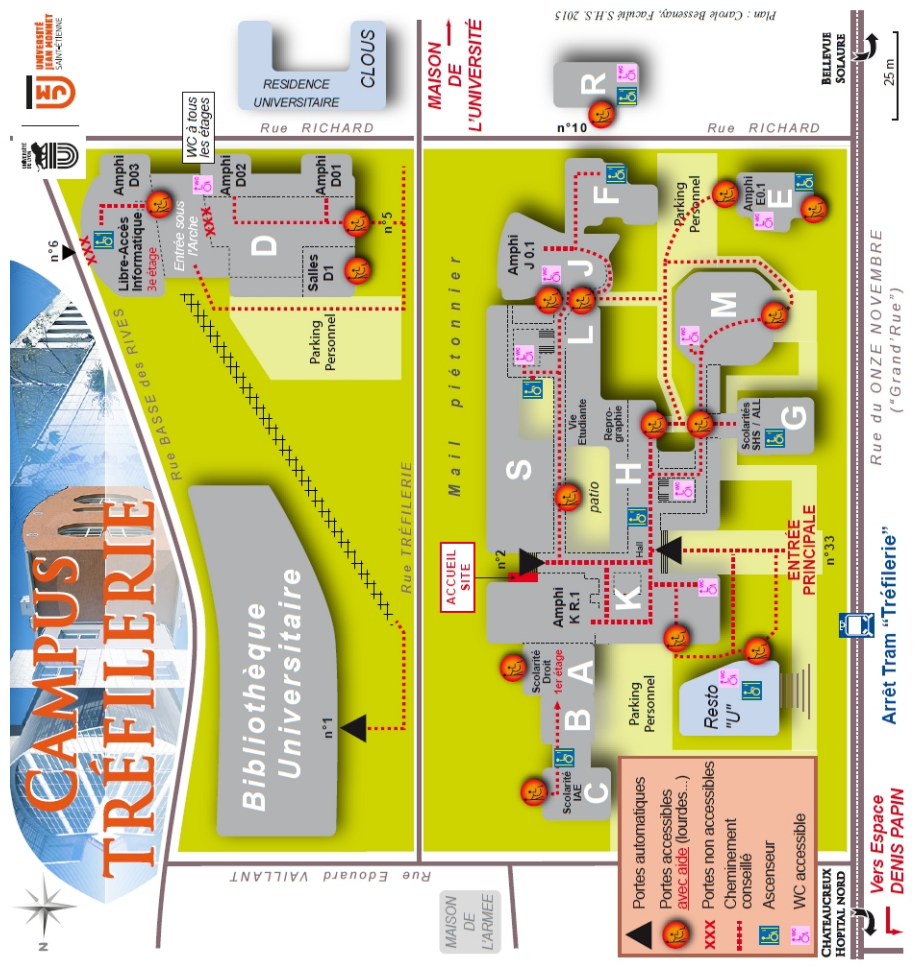 CAMPUS
TRÉFILERIE
UNIVERSITÉ
JEAN MONNET
SAINT-ÉTIENNE
UNIVERSITÉ
DE LYON
N
Rue BASSE des RIVES
n°6
XXX
Libre-Accès
Informatique
3e étage
Amphi
D03
WC à tous
les étages
Entrée sous
l'Arche
XXX
Amphi
D02
Amphi
D01
D
Salles
D1
n°5
Parking
Personnel
Bibliothèque
Universitaire
n°1
Rue TRÉFILERIE
RESIDENCE
UNIVERSITAIRE
CLOUS
Rue RICHARD
MAISON
DE
L'UNIVERSITÉ
Plan : Carole Bessenay, Faculté S.H.S. 2015
Rue Edouard VAILLANT
MAISON
DE
L'ARMEE
Mail piétonnier
ACCUEIL
SITE
n°2
Scolarité
IAE
C
B
A
Scolarité
Droit
1er étage
Amphi
K R.1
K
Hall
S
patio
H
Vie
Etudiante
Repro-
graphie
L
J
Amphi
J 0.1
F
R
n°10
Rue RICHARD
Parking
Personnel
Amphi
E0.1
E
M
Scolarités
SHS / ALL
G
ENTRÉE
PRINCIPALE
n°33
Parking
Personnel
Resto
"U"
Portes automatiques
Portes accessibles
avec aide (lourdes...)
XXX
Portes non accessibles
Cheminement
conseillé
Ascenseur
WC accessible
CHATEAUCREUX
HOPITAL NORD
BELLEVUE
SOLAURE
25 m
Vers Espace
DENIS PAPIN
Arrêt Tram "Tréfilerie"
Rue du ONZE NOVEMBRE
("Grand'Rue")